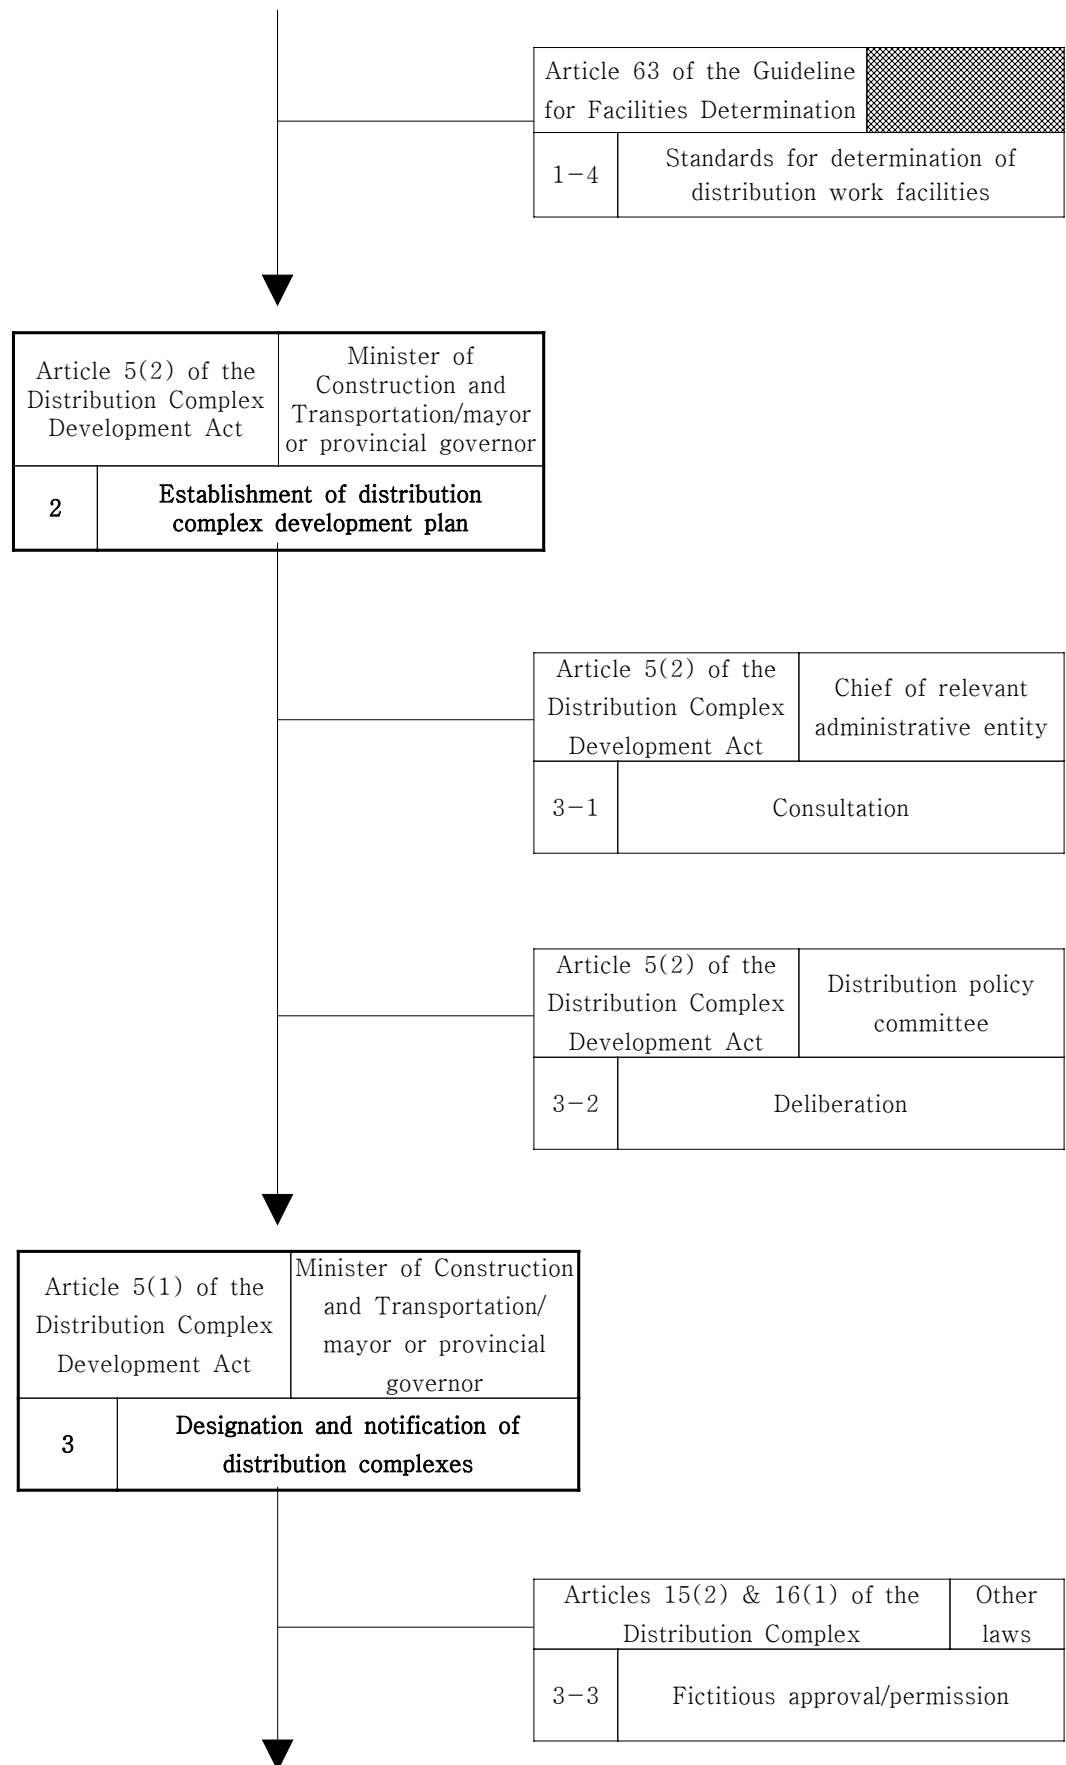 Article 63 of the Guideline
for Facilities Determination
1-4
Standards for determination of
distribution work facilities
Article 5(2) of the
Distribution Complex
Development Act
Minister of
Construction and
Transportation/mayor
or provincial governor
2
Establishment of distribution
complex development plan
Article 5(2) of the
Distribution Complex
Development Act
Chief of relevant
administrative entity
3-1
Consultation
Article 5(2) of the
Distribution Complex
Development Act
Distribution policy
committee
3-2
Deliberation
Article 5(1) of the
Distribution Complex
Development Act
Minister of Construction
and Transportation/
mayor or provincial
governor
3
Designation and notification of
distribution complexes
Articles 15(2) & 16(1) of the
Distribution Complex
Other
laws
3-3
Fictitious approval/permission